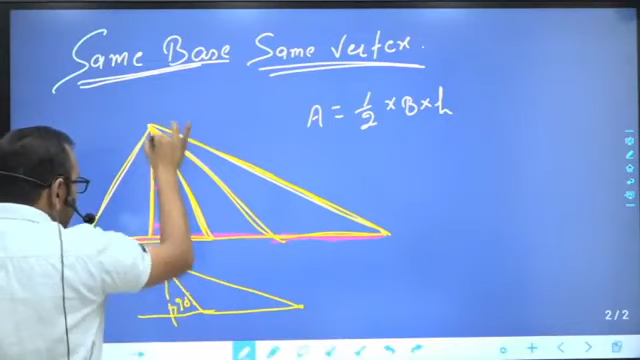 Same Base Same Vertex.
A = 1/2 × B × h
90°
2/2